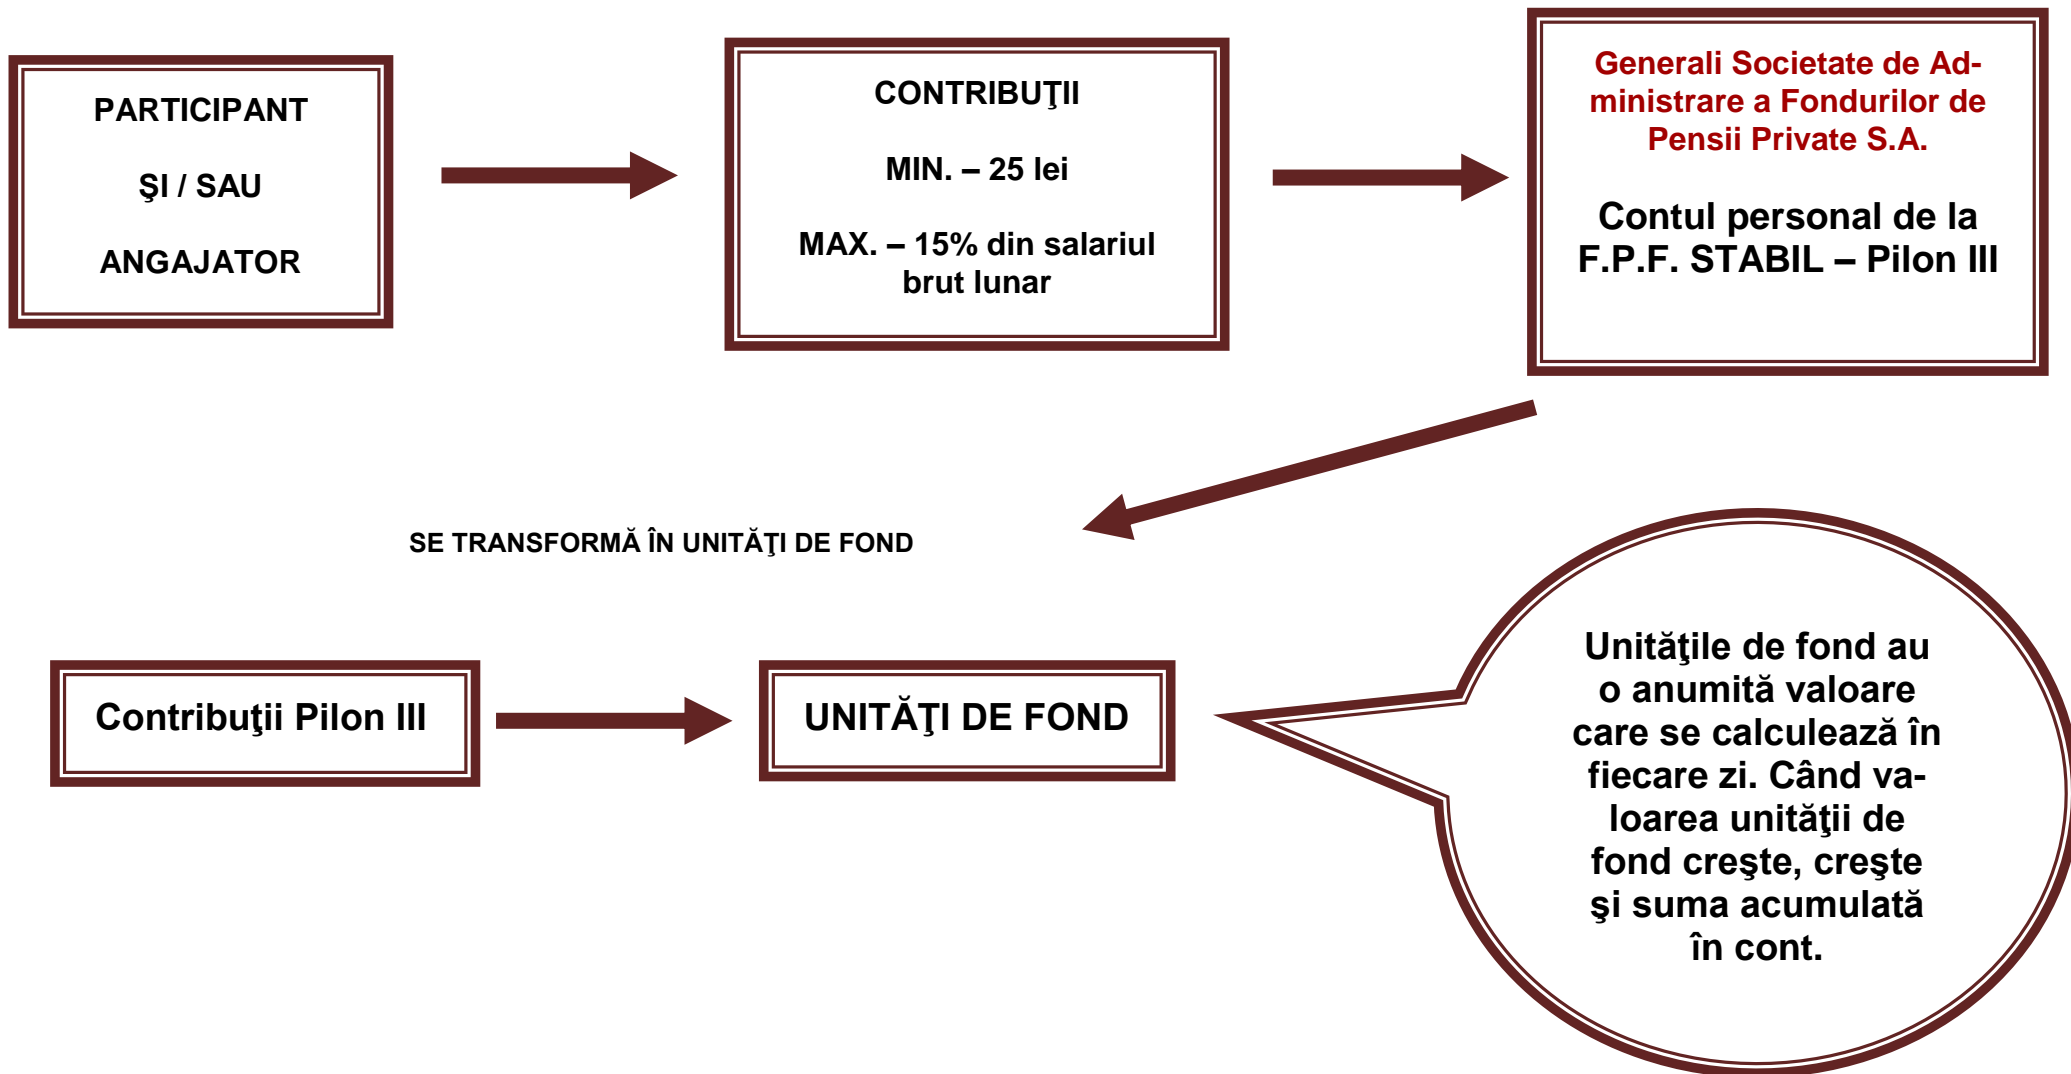 PARTICIPANT
ŞI / SAU
ANGAJATOR
CONTRIBUŢII
MIN. – 25 lei
MAX. – 15% din salariul
brut lunar
Generali Societate de Ad-
ministrare a Fondurilor de
Pensii Private S.A.
Contul personal de la
F.P.F. STABIL – Pilon III
SE TRANSFORMĂ ÎN UNITĂŢI DE FOND
Contribuţii Pilon III
UNITĂŢI DE FOND
Unităţile de fond au
o anumită valoare
care se calculează în
fiecare zi. Când va-
loarea unităţii de
fond creşte, creşte
şi suma acumulată
în cont.